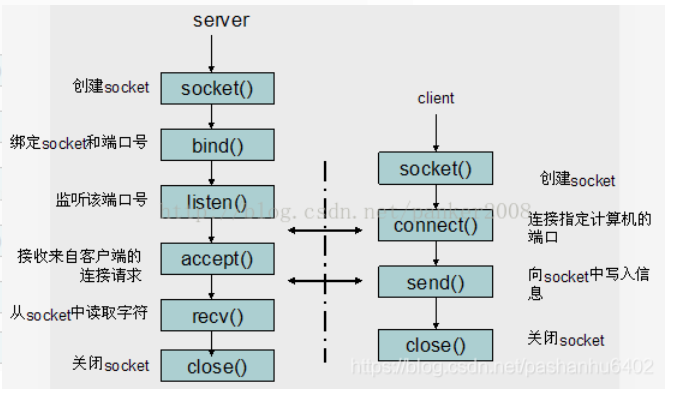 server
创建socket
socket()
绑定socket和端口号
bind()
监听该端口号
listen()
接收来自客户端的
连接请求
accept()
从socket中读取字符
recv()
关闭socket
close()
client
socket()
创建socket
connect()
连接指定计算机的
端口
send()
向socket中写入信
息
close()
关闭socket
http://blog.csdn.net/panker2008
https://blog.csdn.net/pashanhu6402